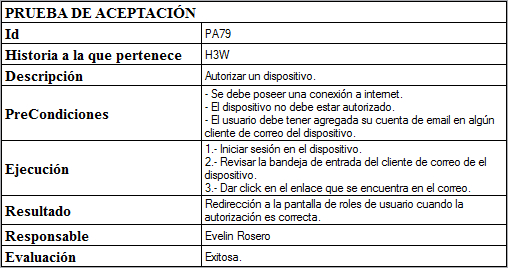 PRUEBA DE ACEPTACIÓN
Id PA79
Historia a la que pertenece H3W
Descripción Autorizar un dispositivo.
PreCondiciones
- Se debe poseer una conexión a internet.
- El dispositivo no debe estar autorizado.
- El usuario debe tener agregada su cuenta de email en algún
cliente de correo del dispositivo.
Ejecución
1.- Iniciar sesión en el dispositivo.
2.- Revisar la bandeja de entrada del cliente de correo de el
dispositivo.
3.- Dar click en el enlace que se encuentra en el correo.
Resultado
Redirección a la pantalla de roles de usuario cuando la
autorización es correcta.
Responsable Evelin Rosero
Evaluación Exitosa.